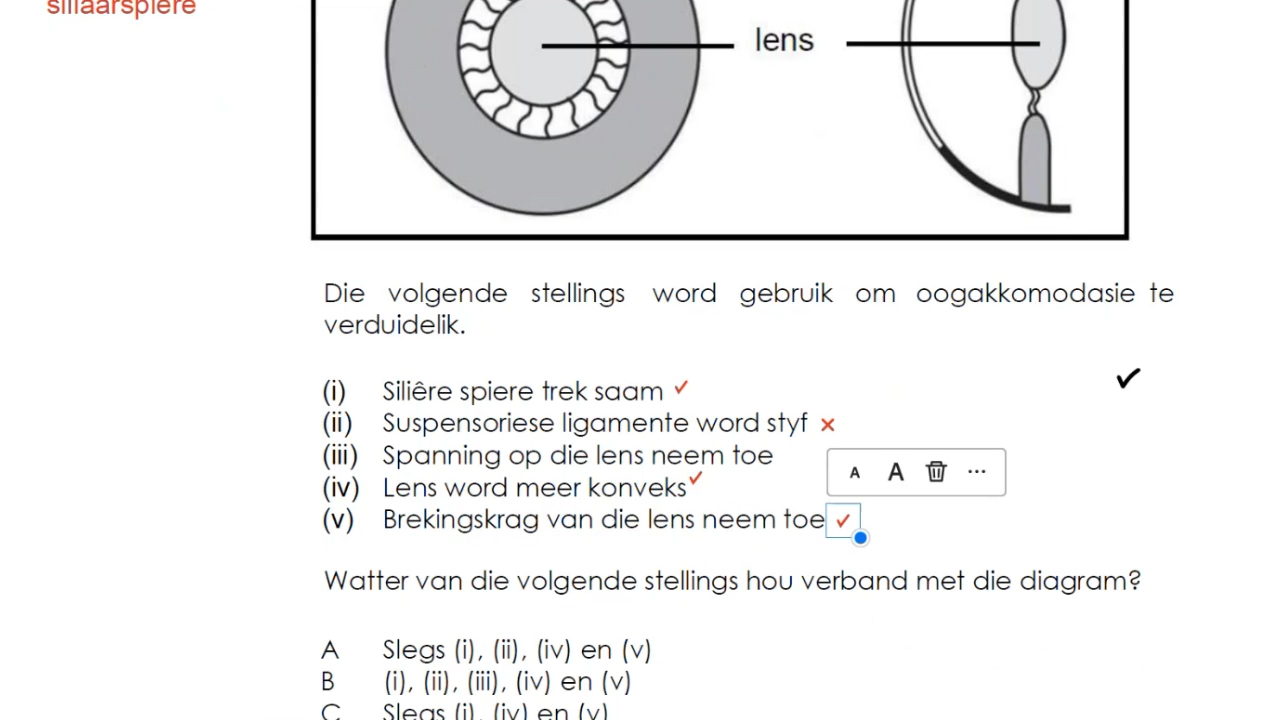 siliaarspiere
lens
Die volgende stellings word gebruik om oogakkomodasie te
verduidelik.
(i) Siliêre spiere trek saam
(ii) Suspensoriese ligamente word styf
(iii) Spanning op die lens neem toe
(iv) Lens word meer konveks
(v) Brekingskrag van die lens neem toe
A A ...
Watter van die volgende stellings hou verband met die diagram?
A Slegs (i), (ii), (iv) en (v)
B (i), (ii), (iii), (iv) en (v)
C Slegs (i), (iv) en (v)